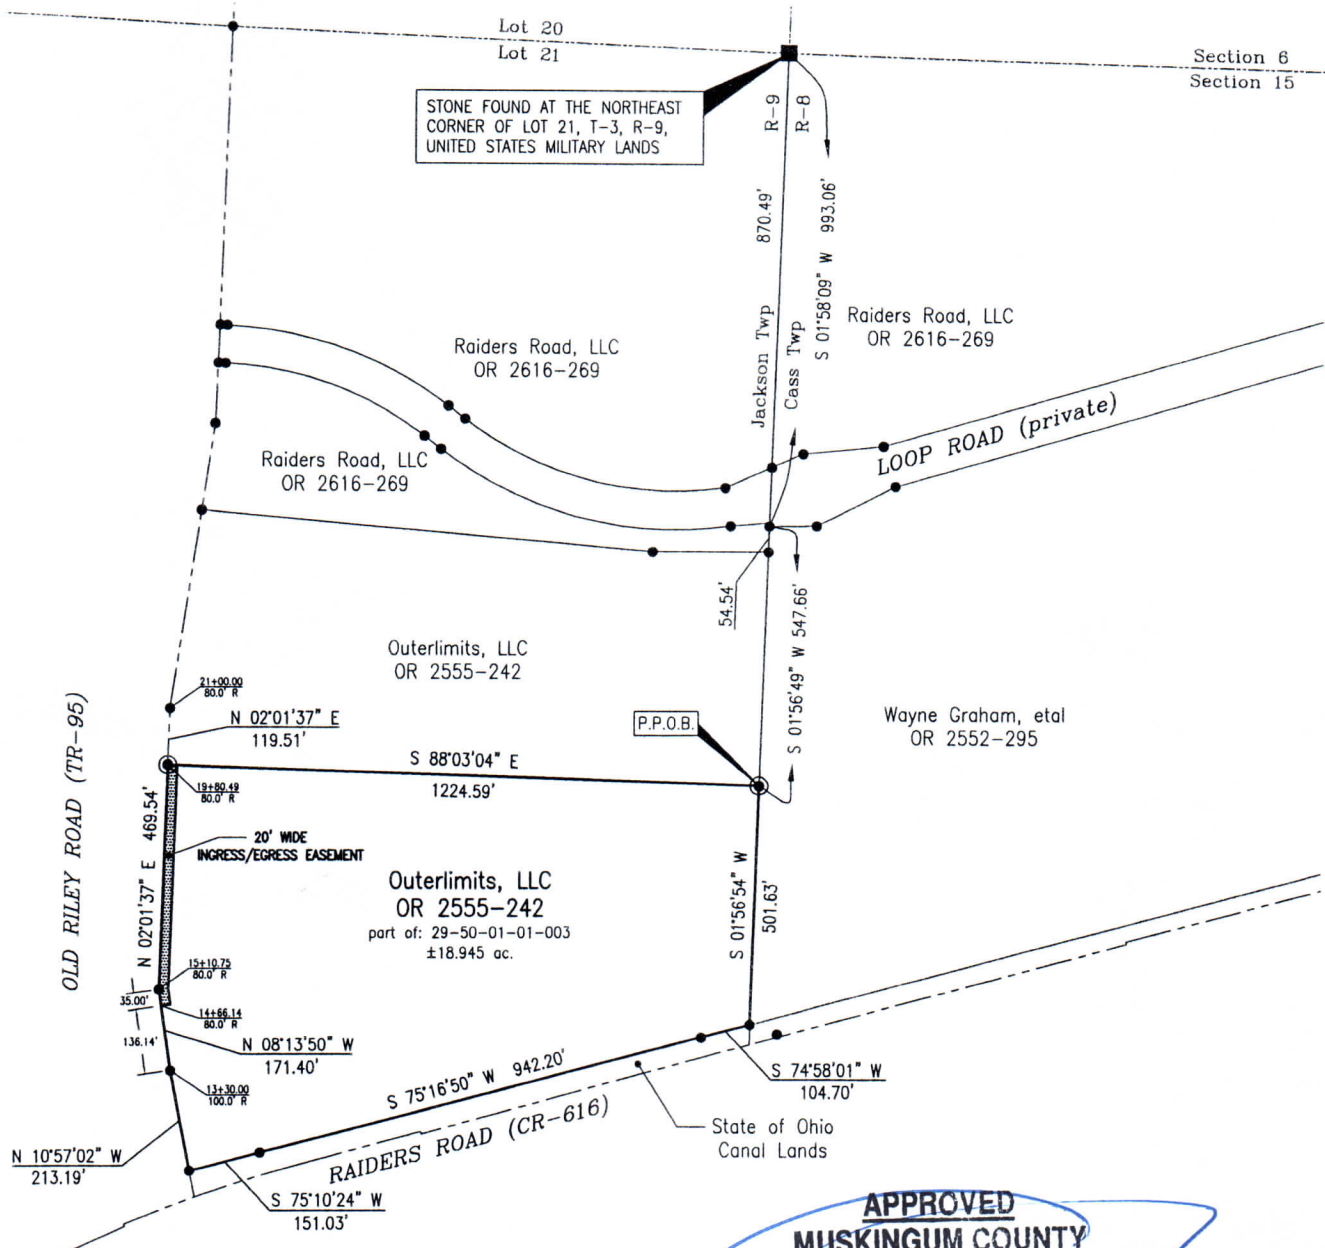 Lot 20
Lot 21
Section 6
Section 15
STONE FOUND AT THE NORTHEAST
CORNER OF LOT 21, T-3, R-9,
UNITED STATES MILITARY LANDS
R-9
R-8
870.49'
S 01°58'09" W 993.06'
Jackson Twp
Cass Twp
Raiders Road, LLC
OR 2616-269
Raiders Road, LLC
OR 2616-269
LOOP ROAD (private)
Raiders Road, LLC
OR 2616-269
54.54'
S 01°56'49" W 547.66'
Outerlimits, LLC
OR 2555-242
21+00.00
80.0' R
N 02°01'37" E
119.51'
P.P.O.B.
Wayne Graham, etal
OR 2552-295
OLD RILEY ROAD (TR-95)
S 88°03'04" E
1224.59'
19+80.49
80.0' R
N 02°01'37" E 469.54'
20' WIDE
INGRESS/EGRESS EASEMENT
Outerlimits, LLC
OR 2555-242
part of: 29-50-01-01-003
±18.945 ac.
S 01°56'54" W
501.63'
15+10.75
80.0' R
35.00'
14+66.14
80.0' R
136.14'
N 08°13'50" W
171.40'
13+30.00
100.0' R
S 75°16'50" W 942.20'
S 74°58'01" W
104.70'
RAIDERS ROAD (CR-616)
State of Ohio
Canal Lands
N 10°57'02" W
213.19'
S 75°10'24" W
151.03'
APPROVED
MUSKINGUM COUNTY